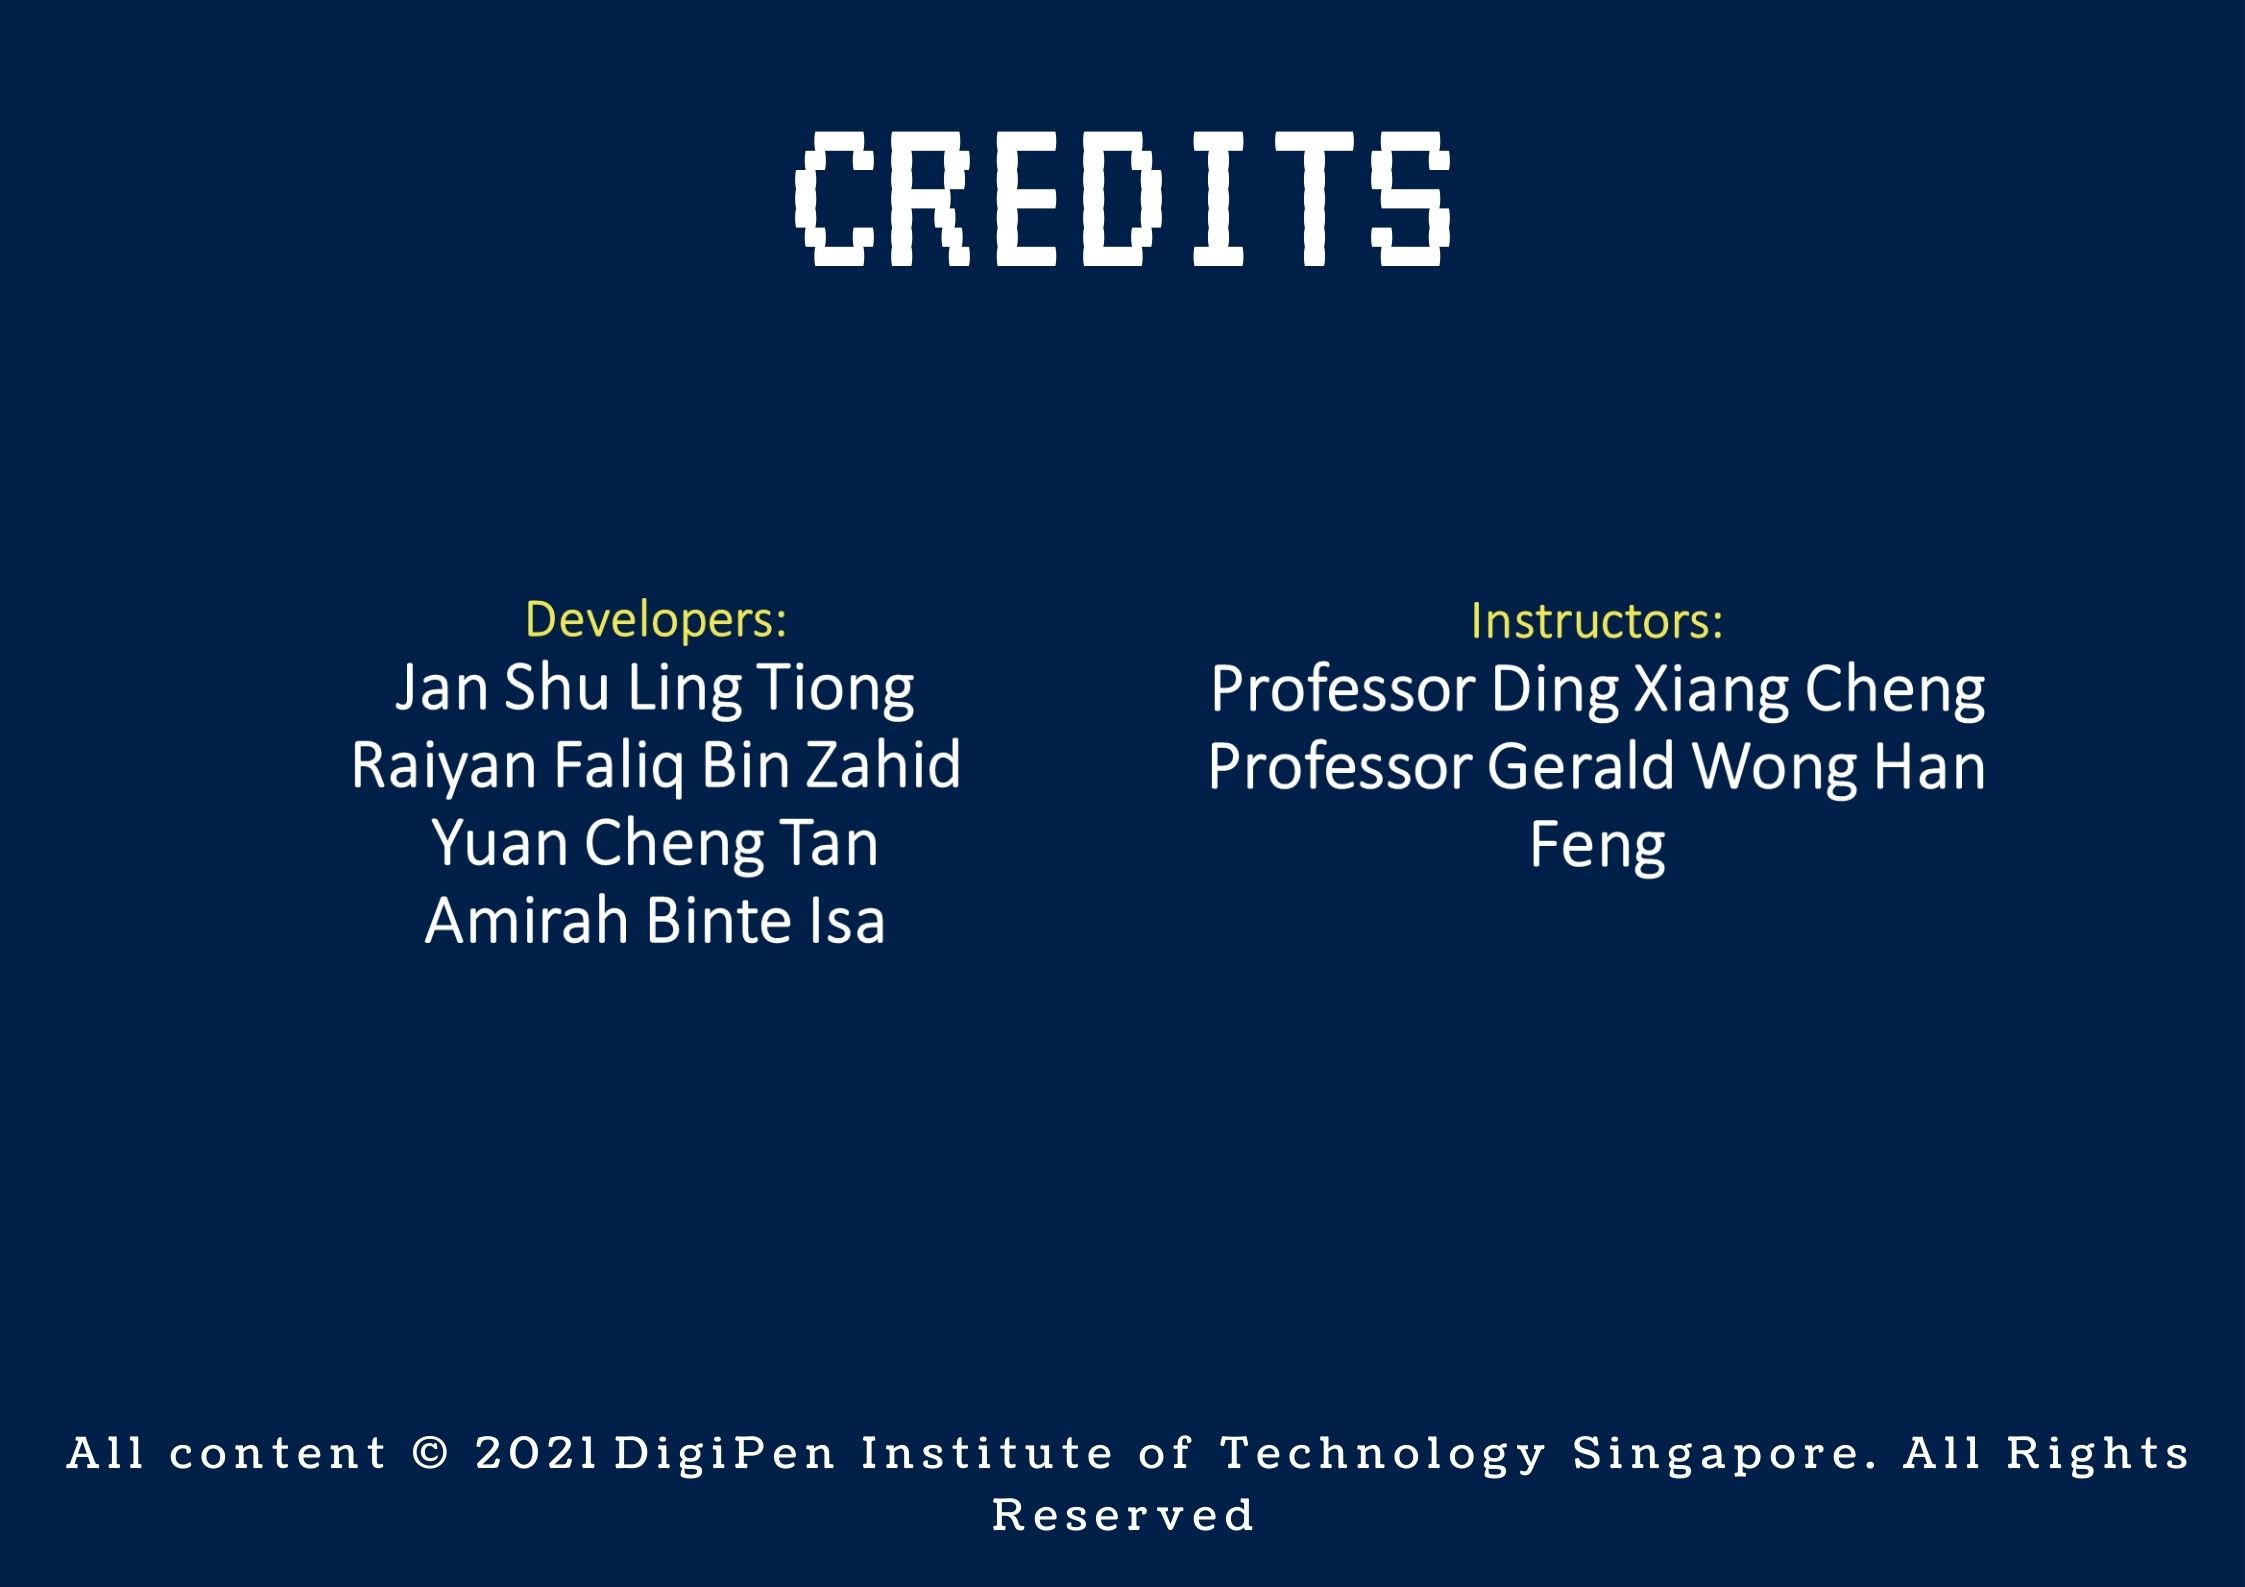 CREDITS
Developers:
Jan Shu Ling Tiong
Raiyan Faliq Bin Zahid
Yuan Cheng Tan
Amirah Binte Isa
Instructors:
Professor Ding Xiang Cheng
Professor Gerald Wong Han
Feng
All content © 2021 DigiPen Institute of Technology Singapore. All Rights
Reserved